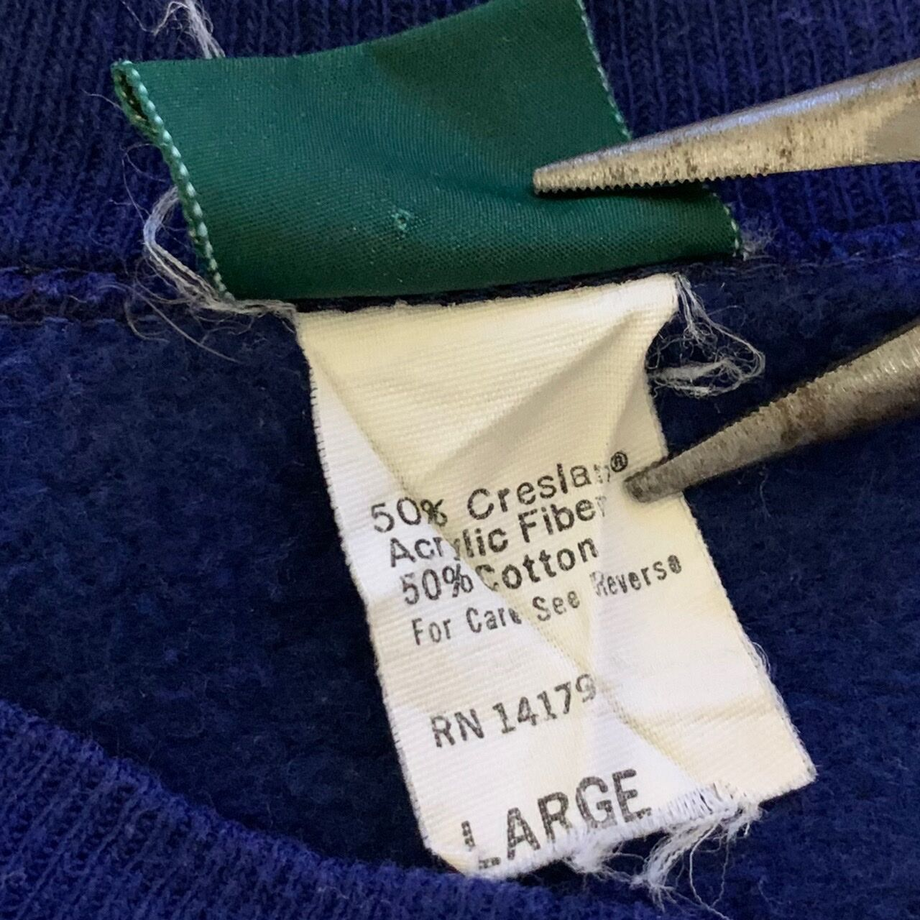 50% Creslan®
Acrylic Fiber
50% Cotton
For Care See Reverse
RN 14179
LARGE